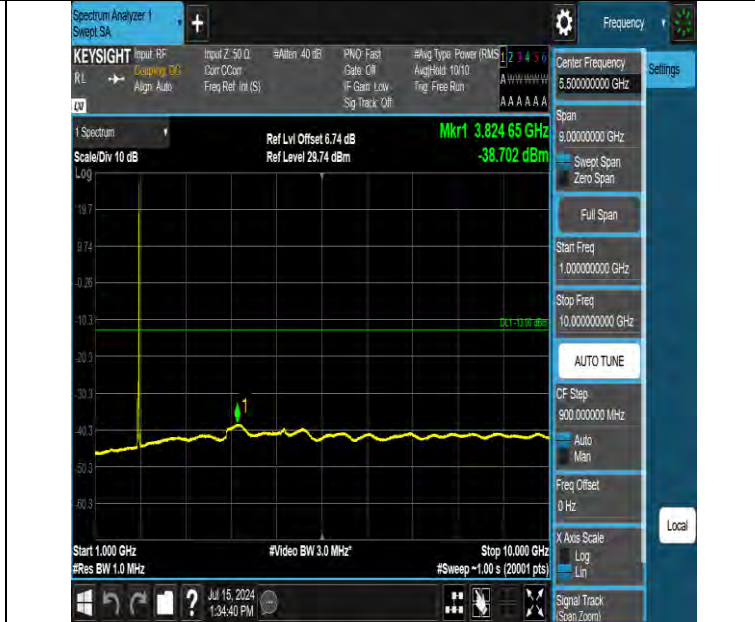 Spectrum Analyzer 1
Swept SA
+
Frequency
KEYSIGHT
RL
Input: RF
Coupling: DC
Align: Auto
Input Z: 50 Ω
Corr CCorr
Freq Ref: Int (S)
#Atten: 40 dB
PNO: Fast
Gate: Off
IF Gain: Low
Sig Track: Off
#Avg Type: Power (RMS
Avg|Hold: 10/10
Trig: Free Run
1 2 3 4 5 6
A W W W W W
A A A A A A
LXI
Center Frequency
5.500000000 GHz
Settings
1 Spectrum
Scale/Div 10 dB
Log
Ref Lvl Offset 6.74 dB
Ref Level 29.74 dBm
Mkr1 3.824 65 GHz
-38.702 dBm
Span
9.00000000 GHz
Swept Span
Zero Span
Full Span
Start Freq
1.000000000 GHz
Stop Freq
10.000000000 GHz
AUTO TUNE
CF Step
900.000000 MHz
Auto
Man
Freq Offset
0 Hz
X Axis Scale
Log
Lin
Signal Track
(Span Zoom)
Local
19.7
9.74
-0.26
-10.3
-20.3
-30.3
-40.3
-50.3
-60.3
DL1 -13.00 dBm
1
Start 1.000 GHz
#Res BW 1.0 MHz
#Video BW 3.0 MHz*
Stop 10.000 GHz
#Sweep ~1.00 s (20001 pts)
?
Jul 15, 2024
1:34:40 PM